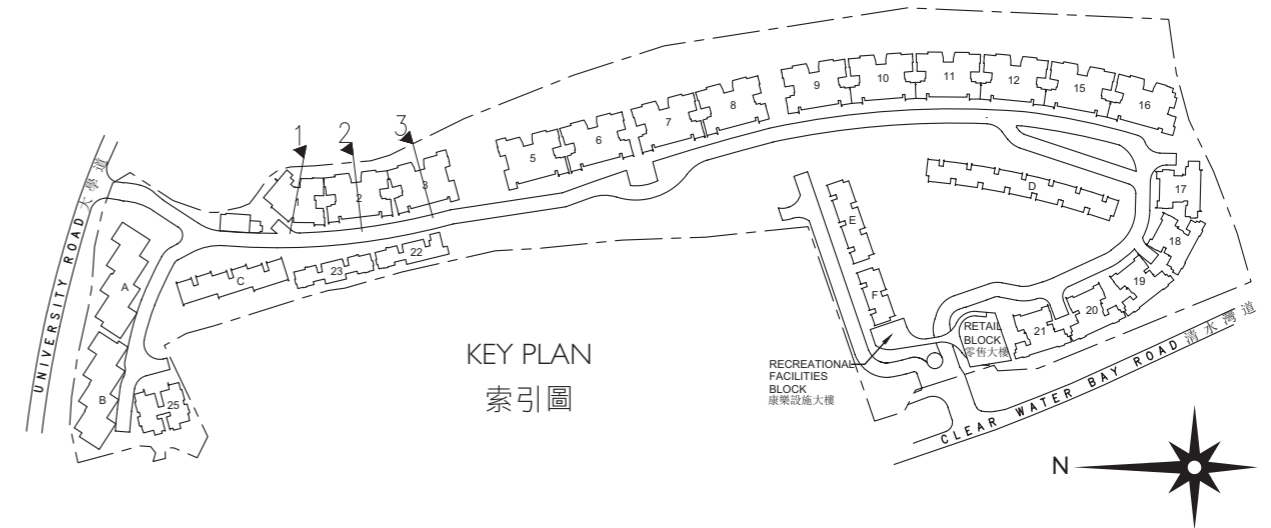 1
2
3
5
6
7
8
9
10
11
12
15
16
2
3
17
18
19
20
21
22
23
25
A
B
C
D
E
F
UNIVERSITY ROAD 大學道
KEY PLAN
索引圖
RETAIL
BLOCK
零售大樓
RECREATIONAL
FACILITIES
BLOCK
康樂設施大樓
CLEAR WATER BAY ROAD 清水灣道
N